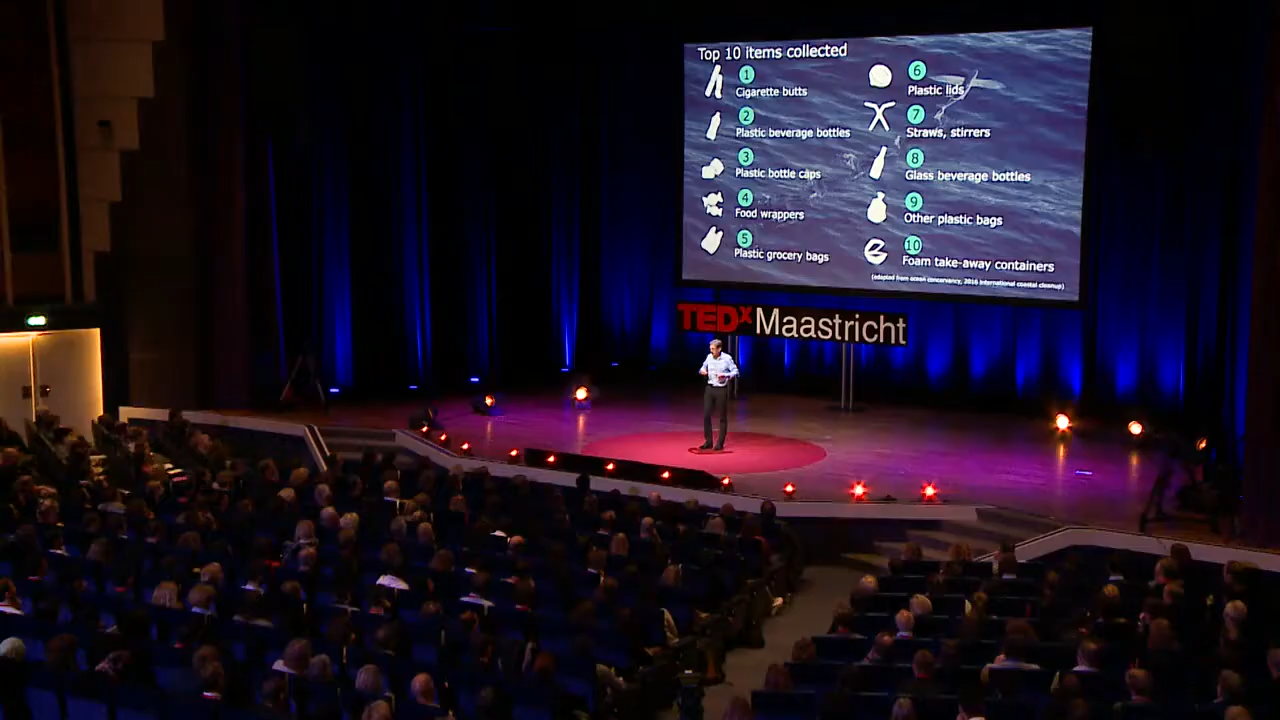 Top 10 items collected
1
Cigarette butts
2
Plastic beverage bottles
3
Plastic bottle caps
4
Food wrappers
5
Plastic grocery bags
6
Plastic lids
7
Straws, stirrers
8
Glass beverage bottles
9
Other plastic bags
10
Foam take-away containers
(adapted from ocean concervancy, 2016 international coastal cleanup)
TEDx Maastricht